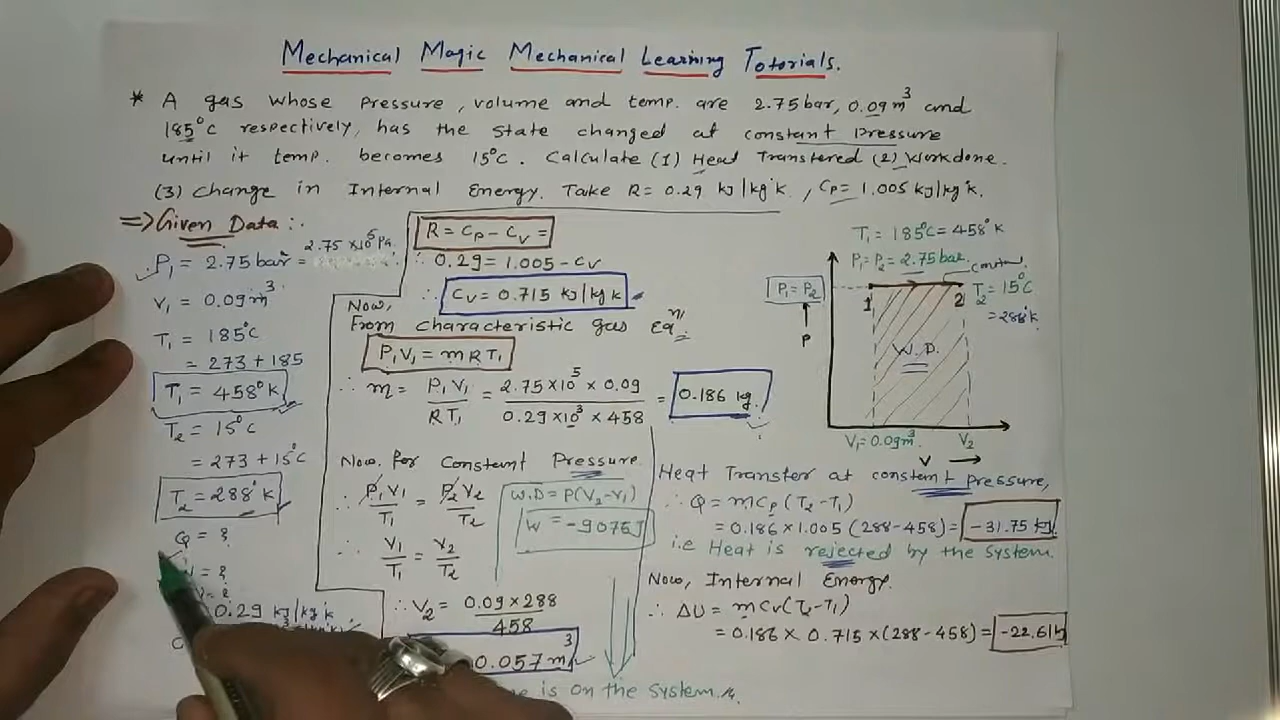 Mechanical Magic Mechanical Learning Totorials.
* A gas whose pressure, volume and temp. are 2.75 bar, 0.09 m³ and
185°C respectively, has the state changed at constant pressure
until it temp. becomes 15°C. Calculate (1) Heat Transfered (2) Workdone.
(3) Change in Internal Energy. Take R = 0.29 kJ/kg°k, Cp = 1.005 kJ/kg°k.
=> Given Data :-
P₁ = 2.75 bar = 2.75 × 10⁵ Pa.
V₁ = 0.09 m³.
T₁ = 185°C
= 273 + 185
T₁ = 458°K
T₂ = 15°C
= 273 + 15°C
T₂ = 288°K
Q = ?
= ?
0.29 kJ/kg°k
R = Cp - Cv =
∴ 0.29 = 1.005 - Cv
∴ Cv = 0.715 kJ/kg k
Now,
From characteristic gas Eqⁿ
P₁V₁ = mRT₁
∴ m = P₁V₁ / RT₁ = 2.75×10⁵ × 0.09 / 0.29×10³ × 458 = 0.186 kg.
Now. for Constant Pressure
∴ P₁V₁ / T₁ = P₂V₂ / T₂
∴ V₁ / T₁ = V₂ / T₂
∴ V₂ = 0.09 × 288 / 458
0.057 m³
W.D = P(V₂-V₁)
W = -9075 J
is on the system.
T₁ = 185°C = 458°K
P₁ = P₂ = 2.75 bar.
constant
P₁ = P₂
1
2
T₂ = 15°C
= 288°K
P
W.D.
V₁ = 0.09 m³.
V₂
V
Heat Transfer at constant pressure,
∴ Q = mCp (T₂-T₁)
= 0.186 × 1.005 (288-458) = -31.75 kJ
i.e Heat is rejected by the system.
Now, Internal Energy.
∴ ΔU = mCv (T₂-T₁)
= 0.186 × 0.715 × (288-458) = -22.61